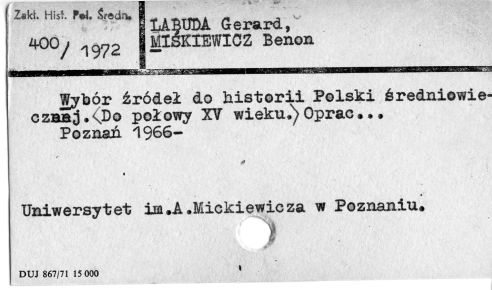 Zakł. Hist. Pol. Średn.
400/1972
ŁABUDA Gerard,
MIŚKIEWICZ Benon
Wybór źródeł do historii Polski średniowie-
cznej.<Do połowy XV wieku.> Oprac...
Poznań 1966-
Uniwersytet im.A.Mickiewicza w Poznaniu.
DUJ 867/71 15 000